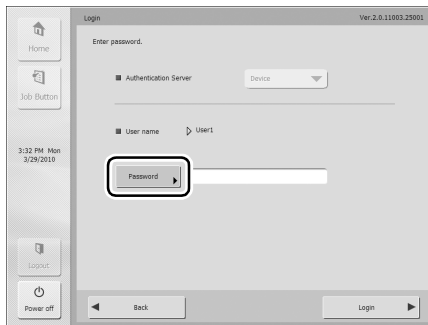 Login
Ver.2.0.11003.25001
Home
Enter password.
Authentication Server
Device
Job Button
User name
User1
3:32 PM Mon
3/29/2010
Password
Logout
Power off
Back
Login